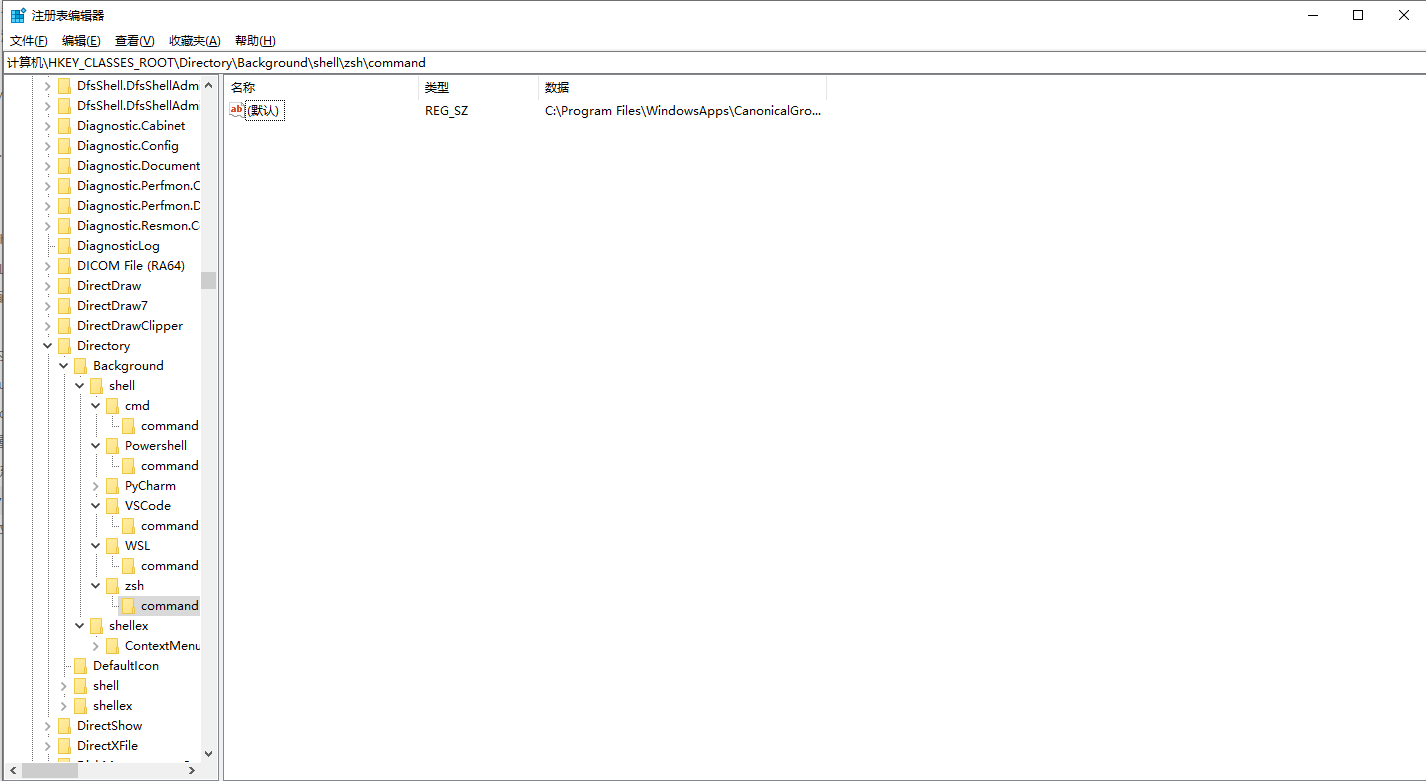 注册表编辑器
文件(F) 编辑(E) 查看(V) 收藏夹(A) 帮助(H)
计算机\HKEY_CLASSES_ROOT\Directory\Background\shell\zsh\command
DfsShell.DfsShellAdm
DfsShell.DfsShellAdm
Diagnostic.Cabinet
Diagnostic.Config
Diagnostic.Document
Diagnostic.Perfmon.C
Diagnostic.Perfmon.D
Diagnostic.Resmon.C
DiagnosticLog
DICOM File (RA64)
DirectDraw
DirectDraw7
DirectDrawClipper
Directory
Background
shell
cmd
command
Powershell
command
PyCharm
VSCode
command
WSL
command
zsh
command
shellex
ContextMenu
DefaultIcon
shell
shellex
DirectShow
DirectXFile
名称 类型 数据
ab (默认) REG_SZ C:\Program Files\WindowsApps\CanonicalGro...